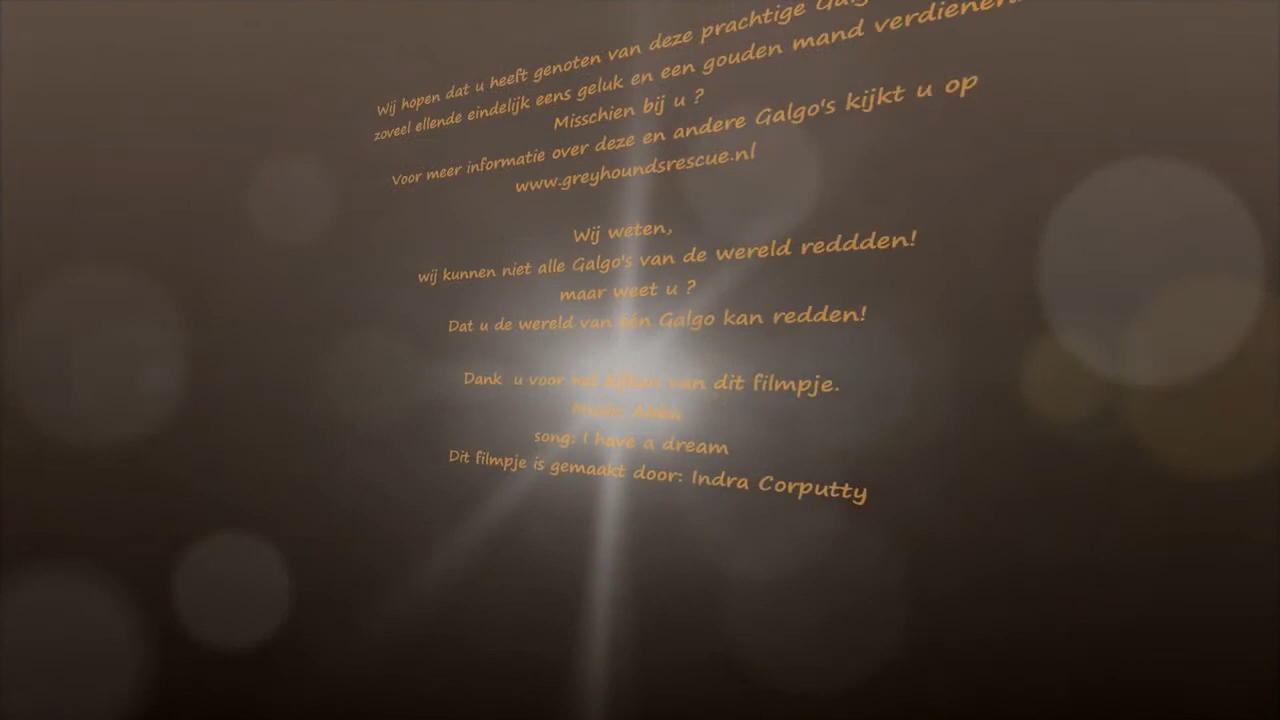 Wij hopen dat u heeft genoten van deze prachtige
zoveel ellende eindelijk eens geluk en een gouden mand verdienen
Misschien bij u ?
Voor meer informatie over deze en andere Galgo's kijkt u op
www.greyhoundsrescue.nl
Wij weten,
wij kunnen niet alle Galgo's van de wereld reddden!
maar weet u ?
Dat u de wereld van één Galgo kan redden!
Dank u voor het kijken van dit filmpje.
Music: Abba
song: I have a dream
Dit filmpje is gemaakt door: Indra Corputty